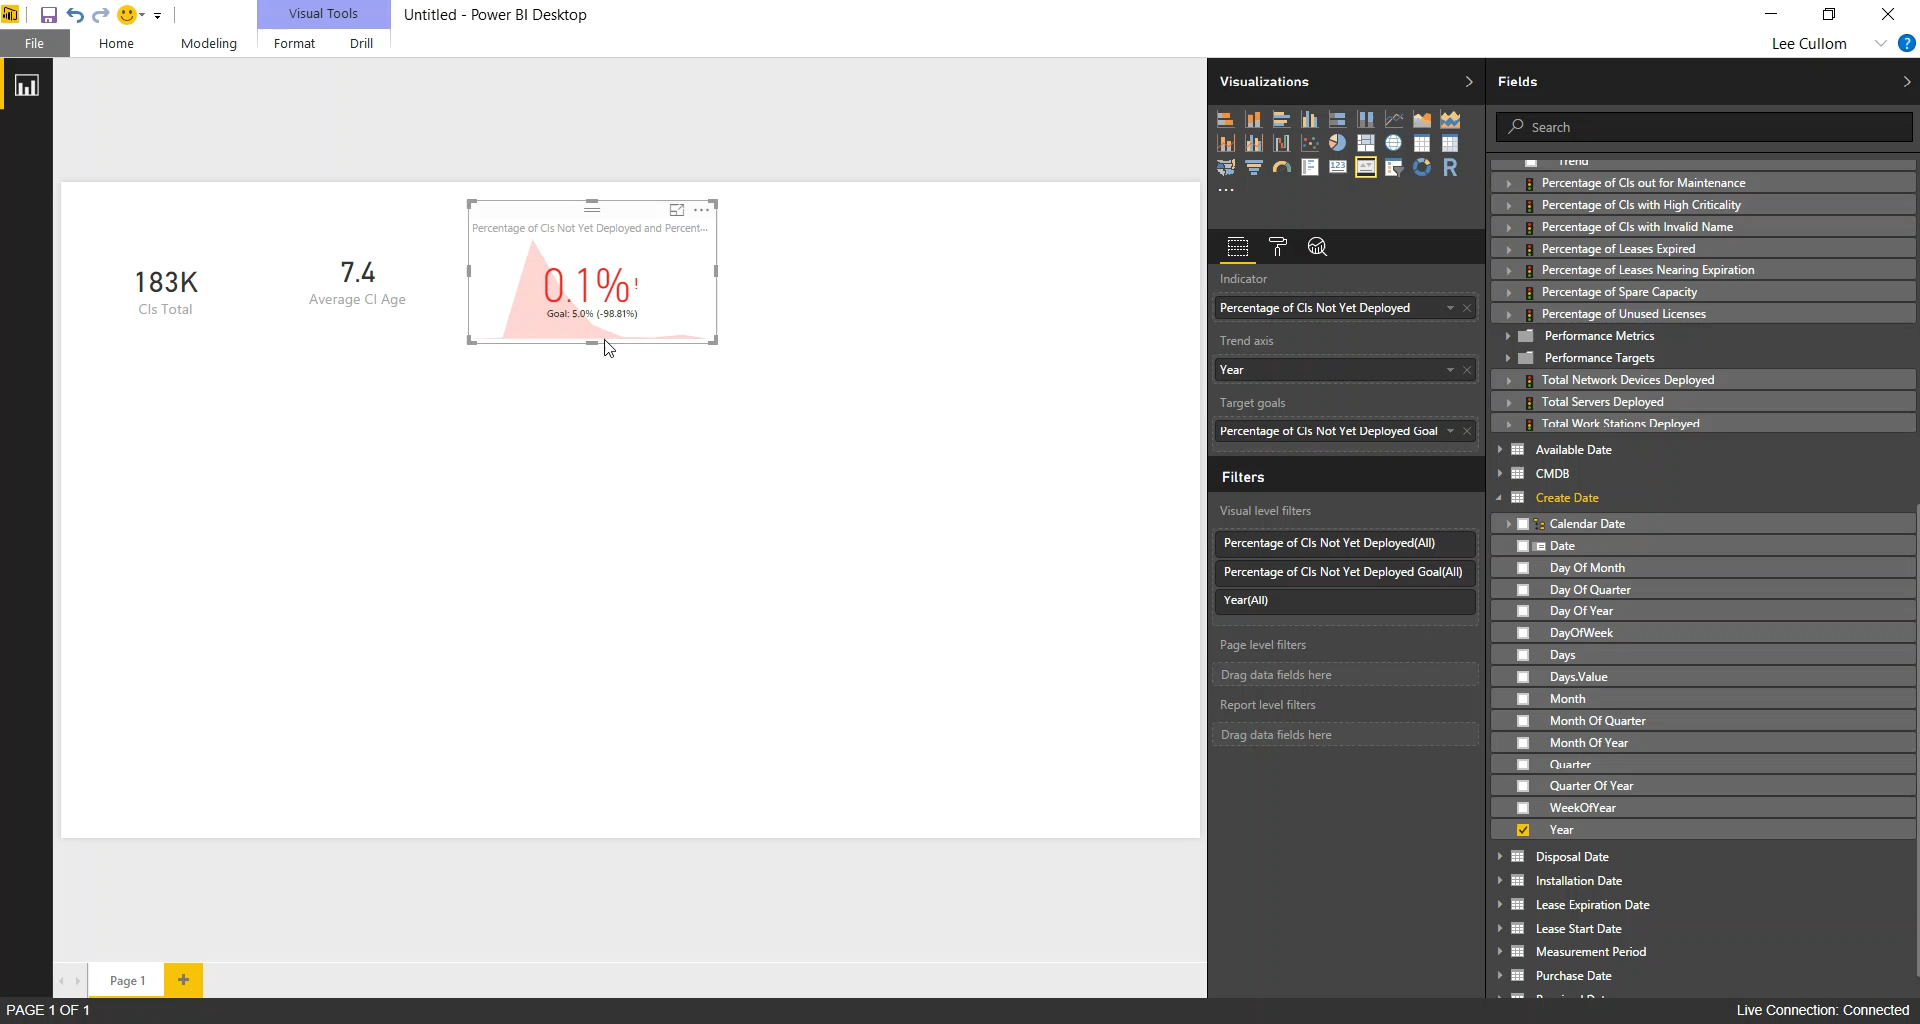 Visual Tools
Untitled - Power BI Desktop
File
Home
Modeling
Format
Drill
Lee Cullom
?
183K
CIs Total
7.4
Average CI Age
Percentage of CIs Not Yet Deployed and Percent...
0.1%!
Goal: 5.0% (-98.81%)
Visualizations
123
R
...
Indicator
Percentage of CIs Not Yet Deployed
Trend axis
Year
Target goals
Percentage of CIs Not Yet Deployed Goal
Filters
Visual level filters
Percentage of CIs Not Yet Deployed(All)
Percentage of CIs Not Yet Deployed Goal(All)
Year(All)
Page level filters
Drag data fields here
Report level filters
Drag data fields here
Fields
Search
Trend
Percentage of CIs out for Maintenance
Percentage of CIs with High Criticality
Percentage of CIs with Invalid Name
Percentage of Leases Expired
Percentage of Leases Nearing Expiration
Percentage of Spare Capacity
Percentage of Unused Licenses
Performance Metrics
Performance Targets
Total Network Devices Deployed
Total Servers Deployed
Total Work Stations Deployed
Available Date
CMDB
Create Date
Calendar Date
Date
Day Of Month
Day Of Quarter
Day Of Year
DayOfWeek
Days
Days.Value
Month
Month Of Quarter
Month Of Year
Quarter
Quarter Of Year
WeekOfYear
Year
Disposal Date
Installation Date
Lease Expiration Date
Lease Start Date
Measurement Period
Purchase Date
Page 1
PAGE 1 OF 1
Live Connection: Connected